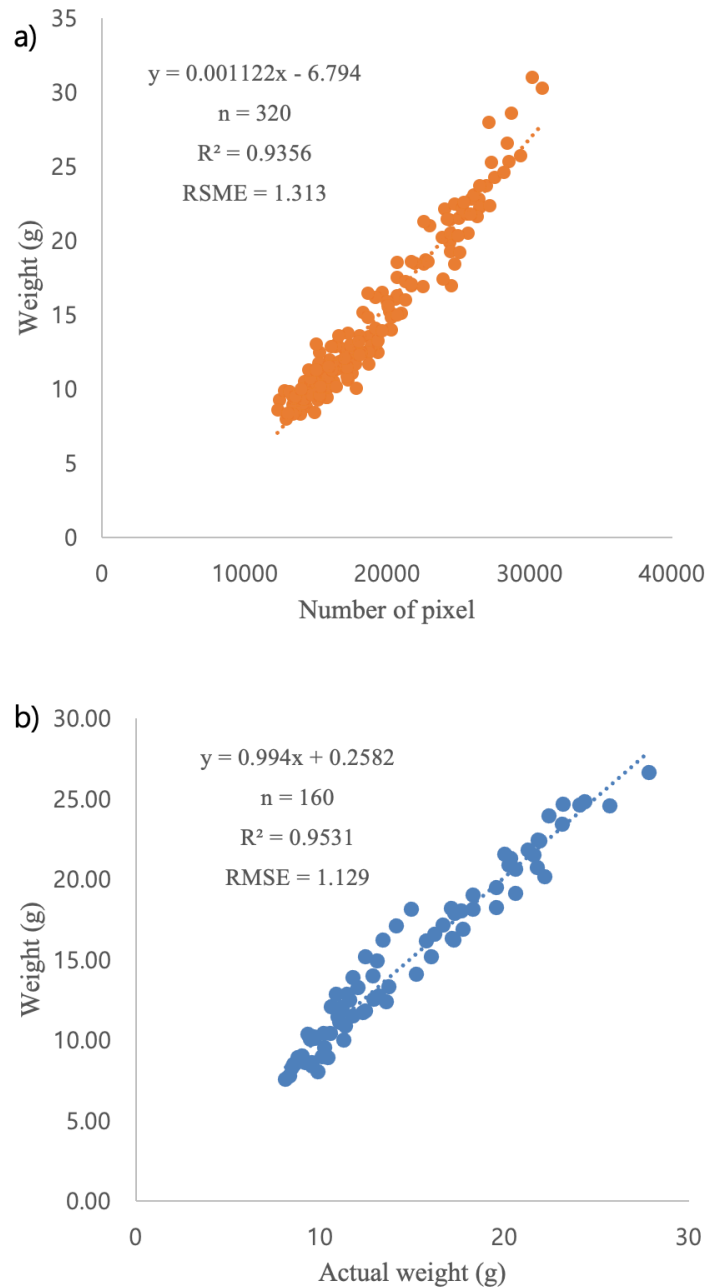 a)
y = 0.001122x - 6.794
n = 320
R² = 0.9356
RSME = 1.313
35
30
25
20
15
10
5
0
Weight (g)
0 10000 20000 30000 40000
Number of pixel
b)
y = 0.994x + 0.2582
n = 160
R² = 0.9531
RMSE = 1.129
30.00
25.00
20.00
15.00
10.00
5.00
0.00
Weight (g)
0 10 20 30
Actual weight (g)